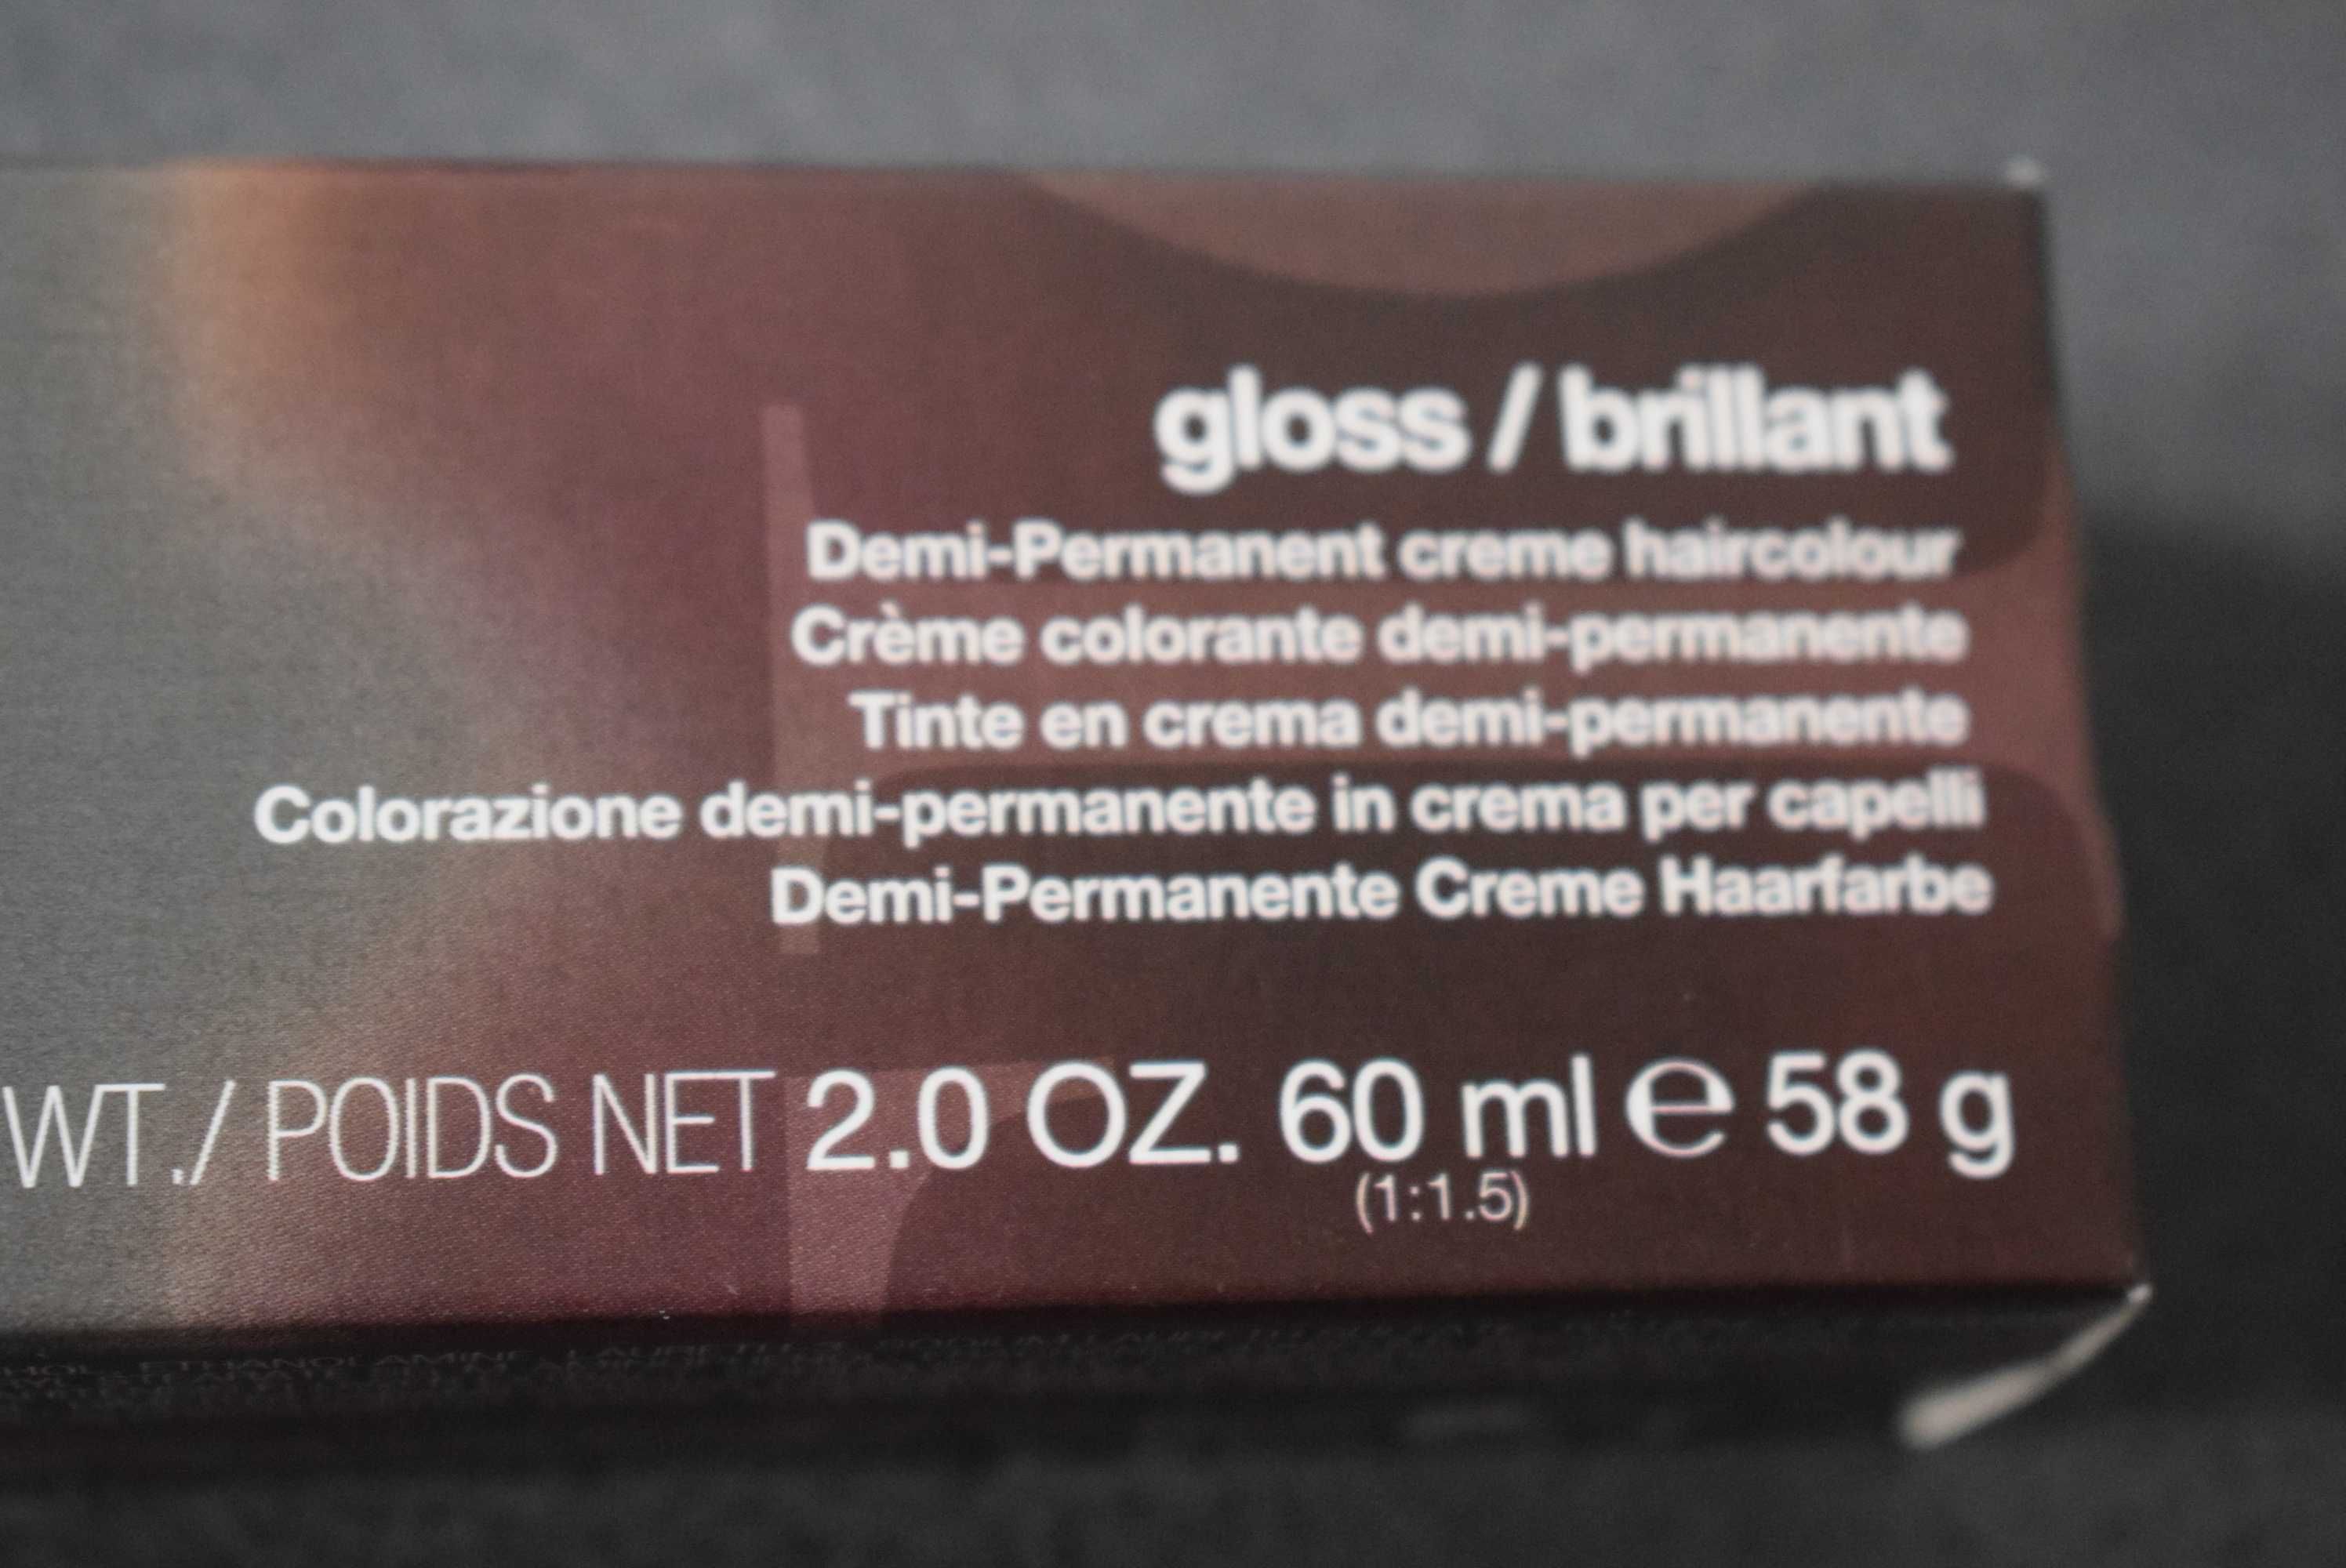 gloss / brillant
Demi-Permanent creme haircolour
Crème colorante demi-permanente
Tinte en crema demi-permanente
Colorazione demi-permanente in crema per capelli
Demi-Permanente Creme Haarfarbe
WT./ POIDS NET 2.0 OZ. 60 ml e 58 g
(1:1.5)